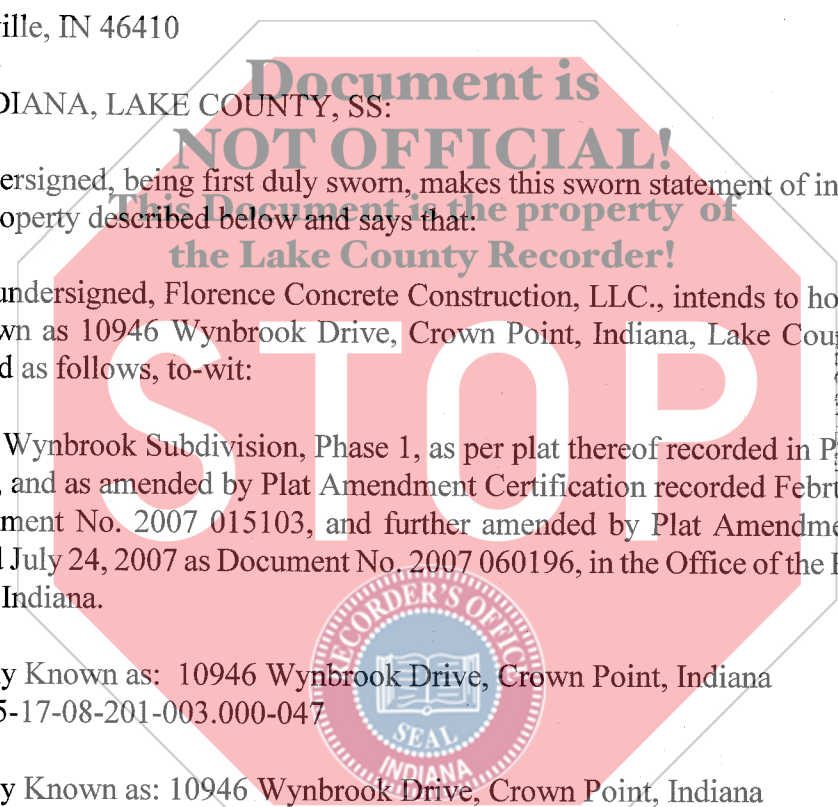 ville, IN 46410
Document is
DIANA, LAKE COUNTY, SS:
NOT OFFICIAL!
ersigned, being first duly sworn, makes this sworn statement of in
This Document is the property of
operty described below and says that:
the Lake County Recorder!
undersigned, Florence Concrete Construction, LLC., intends to ho
wn as 10946 Wynbrook Drive, Crown Point, Indiana, Lake Cou
d as follows, to-wit:
STOP
Wynbrook Subdivision, Phase 1, as per plat thereof recorded in P
, and as amended by Plat Amendment Certification recorded Febru
ment No. 2007 015103, and further amended by Plat Amendme
d July 24, 2007 as Document No. 2007 060196, in the Office of the
Indiana.
RECORDER'S OFFICE
y Known as: 10946 Wynbrook Drive, Crown Point, Indiana
5-17-08-201-003.000-047
SEAL
INDIANA
y Known as: 10946 Wynbrook Drive, Crown Point, Indiana